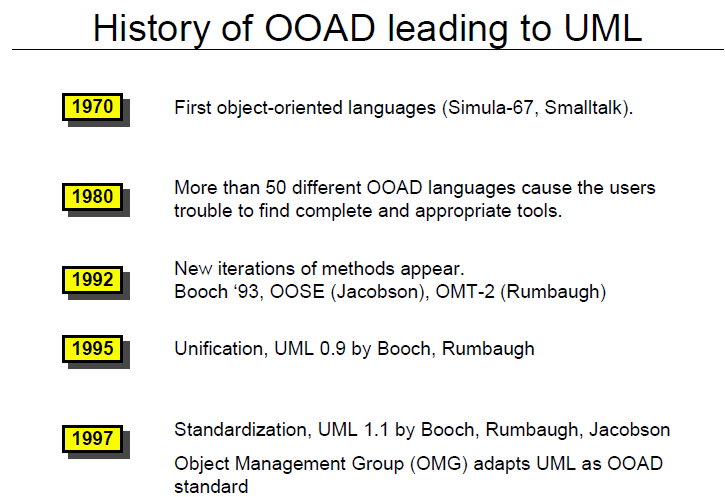 History of OOAD leading to UML
1970
First object-oriented languages (Simula-67, Smalltalk).
1980
More than 50 different OOAD languages cause the users
trouble to find complete and appropriate tools.
1992
New iterations of methods appear.
Booch ‘93, OOSE (Jacobson), OMT-2 (Rumbaugh)
1995
Unification, UML 0.9 by Booch, Rumbaugh
1997
Standardization, UML 1.1 by Booch, Rumbaugh, Jacobson
Object Management Group (OMG) adapts UML as OOAD
standard